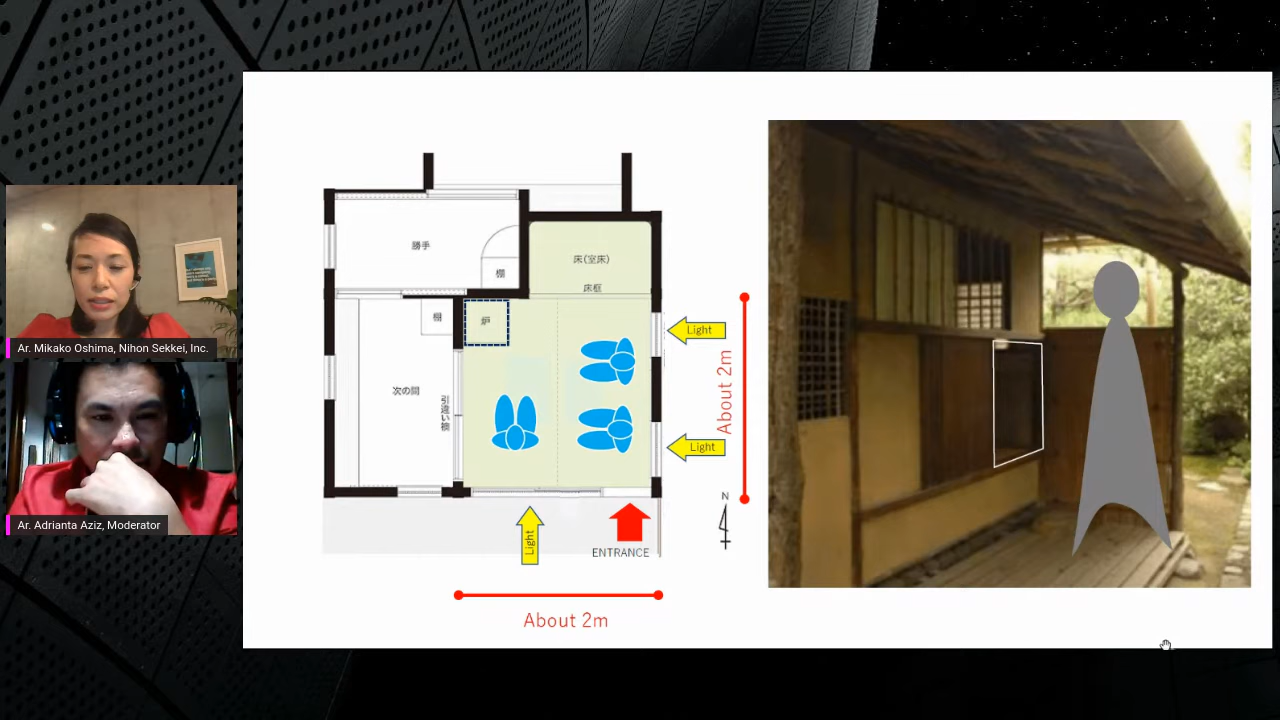 Ar. Mikako Oshima, Nihon Sekkei, Inc.
Ar. Adrianta Aziz, Moderator
勝手
棚
床(室床)
床框
棚
炉
次の間
引違い襖
Light
Light
Light
About 2m
N
ENTRANCE
About 2m